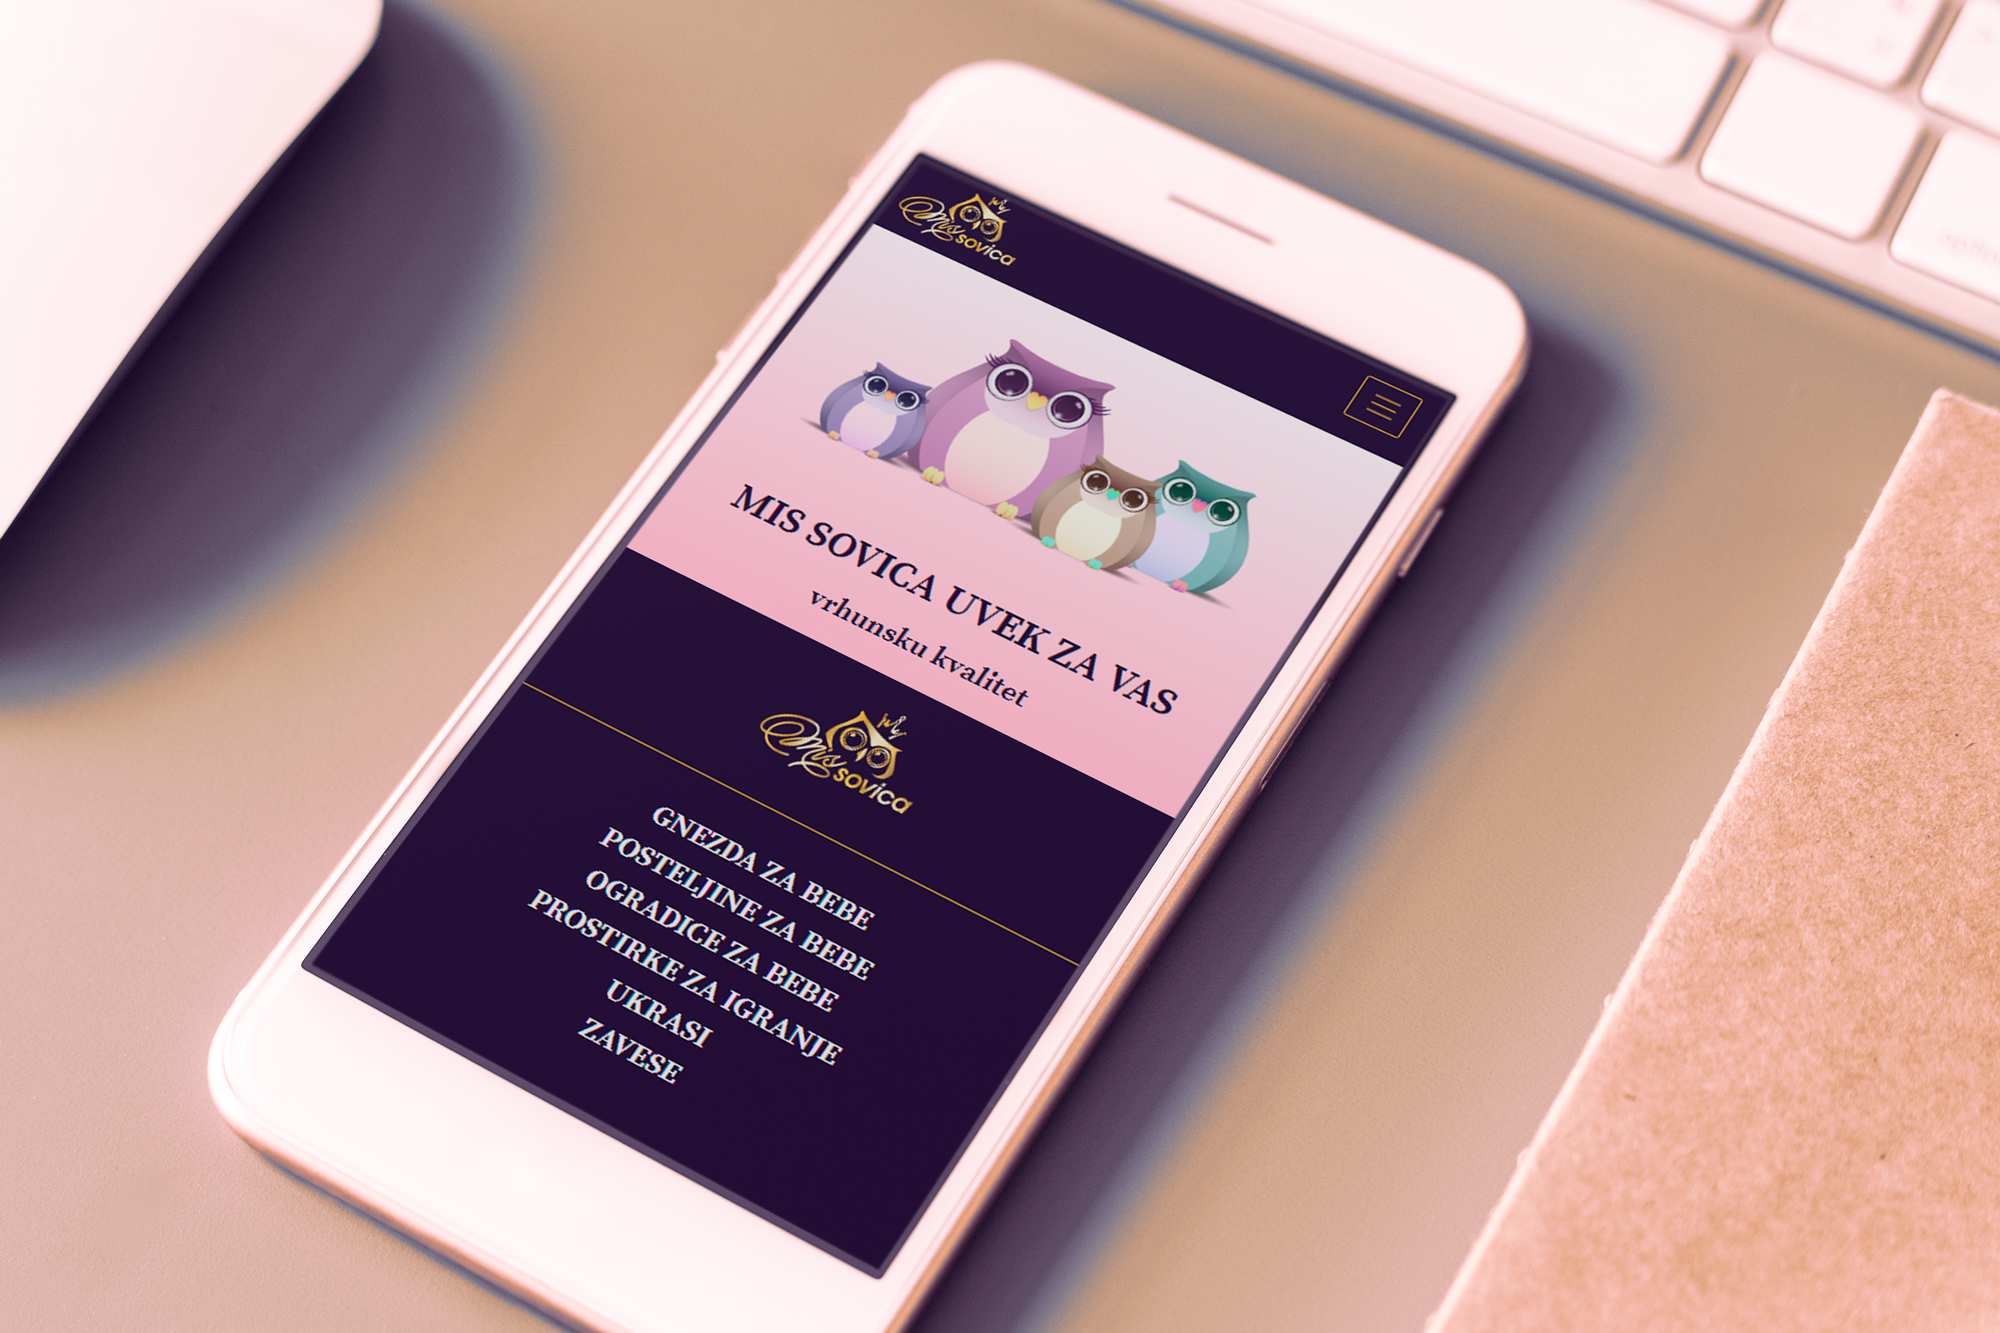 Mis sovica
MIS SOVICA UVEK ZA VAS
vrhunsku kvalitet
Mis sovica
GNEZDA ZA BEBE
POSTELJINE ZA BEBE
OGRADICE ZA BEBE
PROSTIRKE ZA IGRANJE
UKRASI
ZAVESE